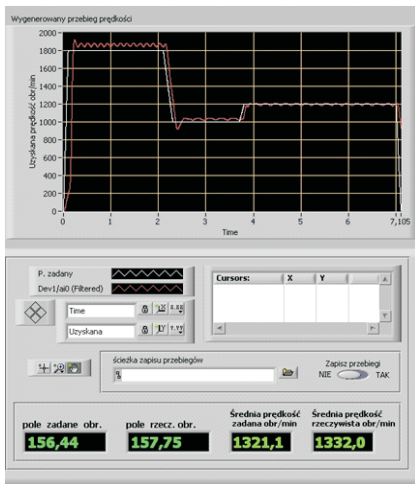 Wygenerowany przebieg prędkości
2000
1800
1600
1400
1200
1000
800
600
400
200
0
Uzyskana prędkość obr/min
0 1 2 3 4 5 6 7,105
Time
P. zadany
Dev1/ai0 (Filtered)
Cursors: X Y
Time
X.XX
Uzyskana
Y.YY
ścieżka zapisu przebiegów
Zapisz przebiegi
NIE TAK
pole zadane obr. pole rzecz. obr. Średnia prędkość zadana obr/min Średnia prędkość rzeczywista obr/min
156,44 157,75 1321,1 1332,0